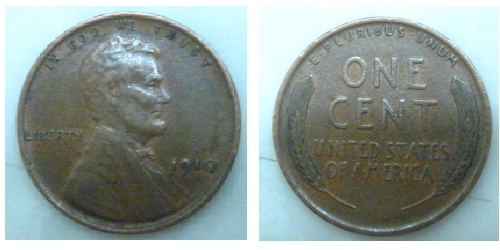 IN GOD WE TRUST
LIBERTY
1910
E·PLURIBUS·UNUM
ONE
CENT
UNITED STATES
OF AMERICA